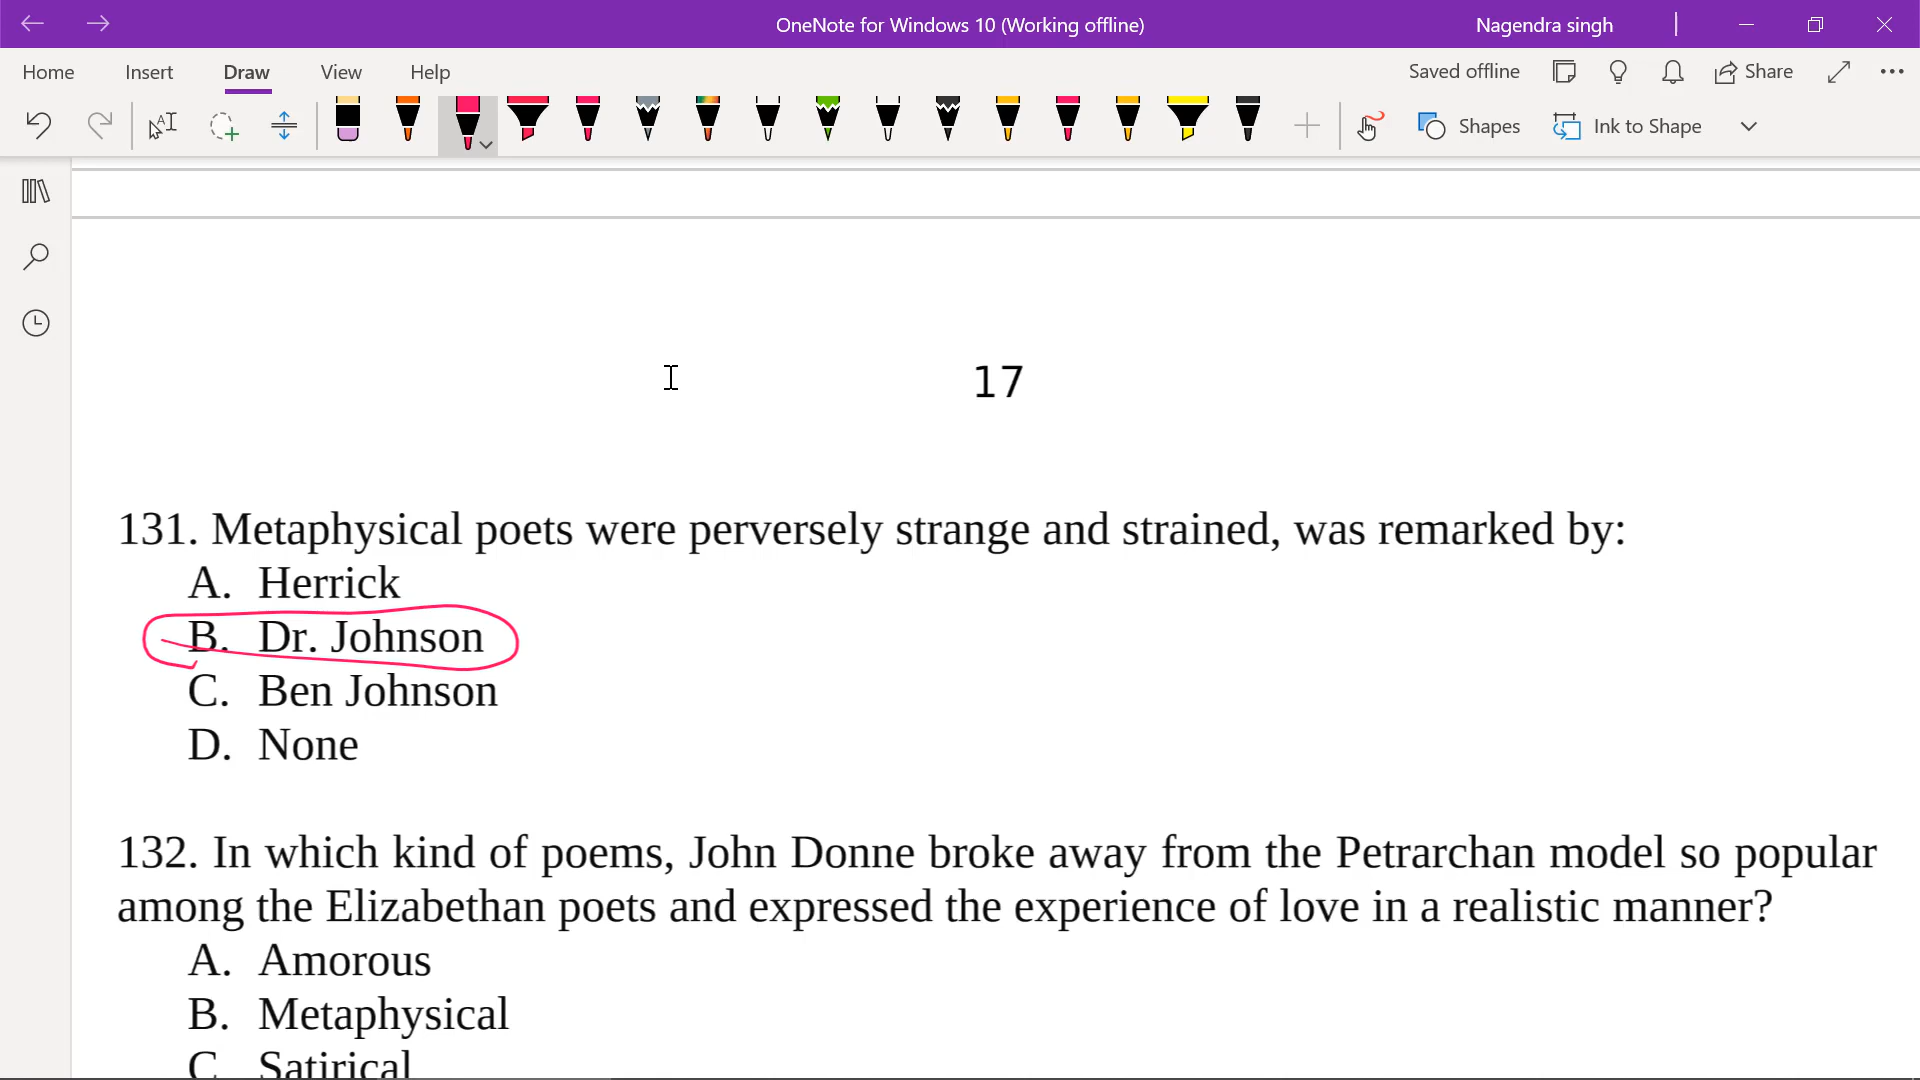 OneNote for Windows 10 (Working offline)
Nagendra singh
Home Insert Draw View Help
Saved offline
Share
Shapes
Ink to Shape
17
131. Metaphysical poets were perversely strange and strained, was remarked by:
A. Herrick
B. Dr. Johnson
C. Ben Johnson
D. None
132. In which kind of poems, John Donne broke away from the Petrarchan model so popular
among the Elizabethan poets and expressed the experience of love in a realistic manner?
A. Amorous
B. Metaphysical
C. Satirical